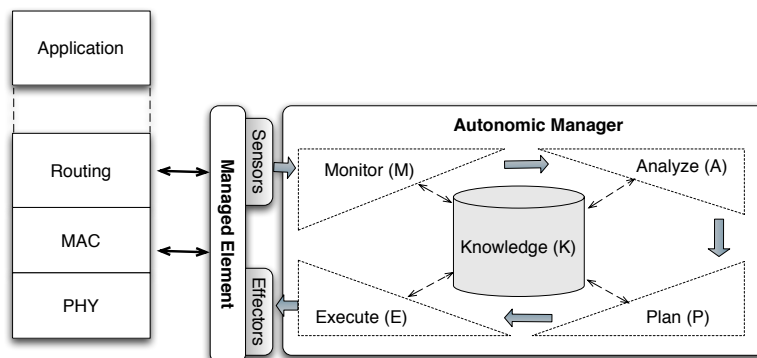 Application
Routing
MAC
PHY
Managed Element
Sensors
Effectors
Autonomic Manager
Monitor (M)
Analyze (A)
Knowledge (K)
Execute (E)
Plan (P)